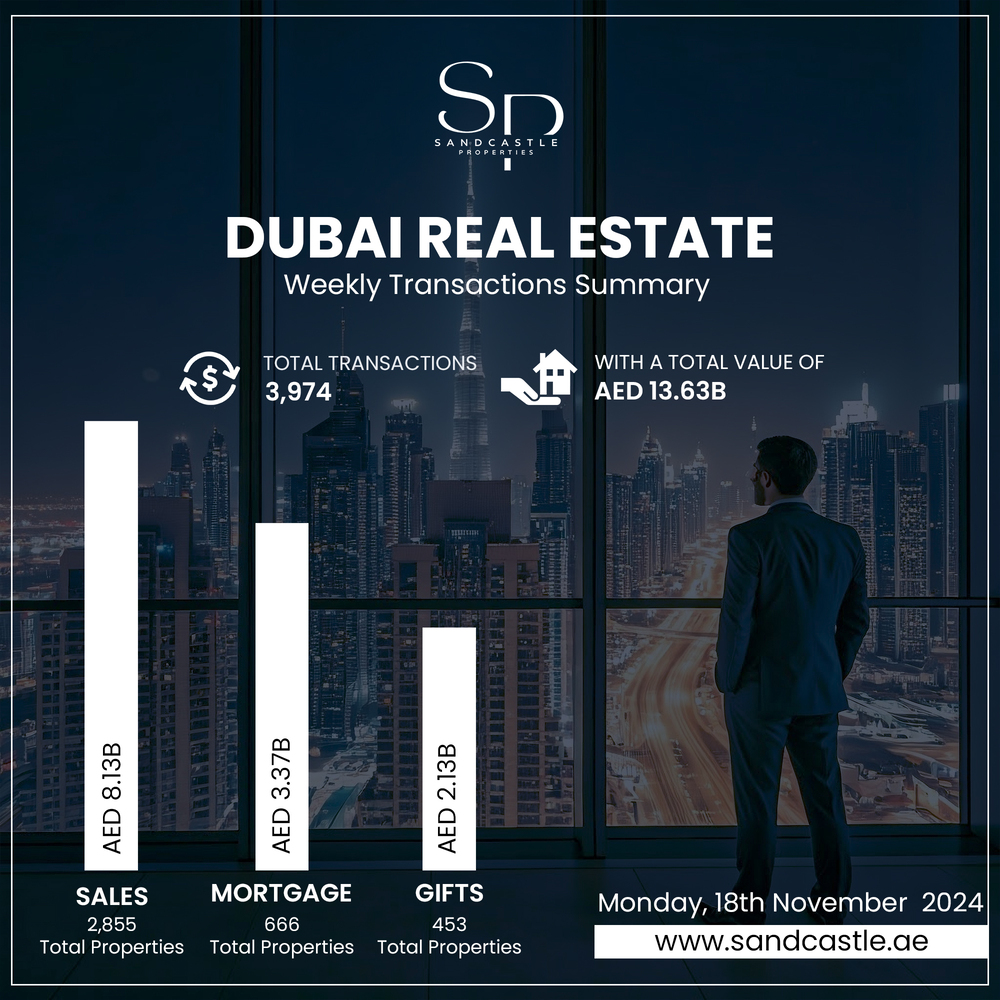 Sp
SANDCASTLE
PROPERTIES
DUBAI REAL ESTATE
Weekly Transactions Summary
TOTAL TRANSACTIONS
3,974
WITH A TOTAL VALUE OF
AED 13.63B
AED 8.13B
AED 3.37B
AED 2.13B
SALES
2,855
Total Properties
MORTGAGE
666
Total Properties
GIFTS
453
Total Properties
Monday, 18th November 2024
www.sandcastle.ae